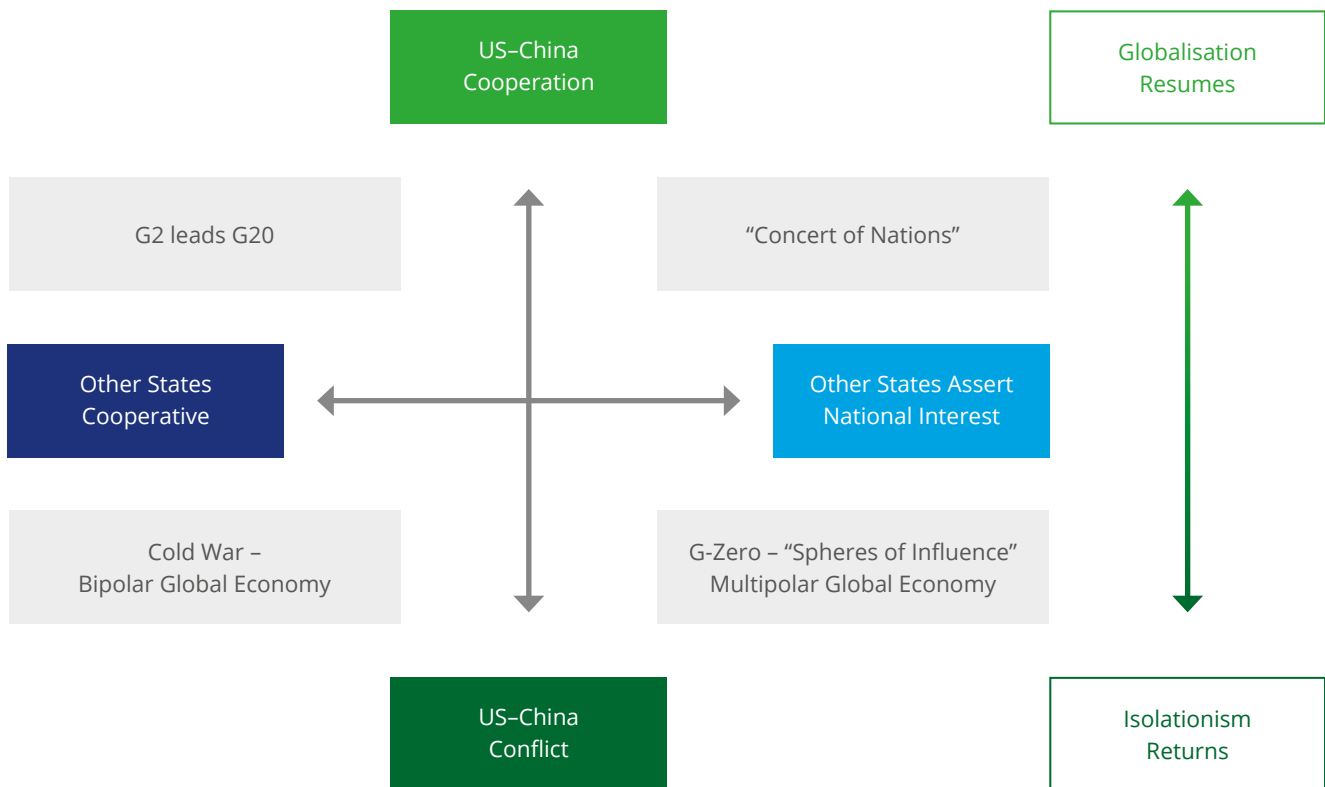 US–China
Cooperation
Globalisation
Resumes
G2 leads G20
“Concert of Nations”
Other States
Cooperative
Other States Assert
National Interest
Cold War –
Bipolar Global Economy
G-Zero – “Spheres of Influence”
Multipolar Global Economy
US–China
Conflict
Isolationism
Returns